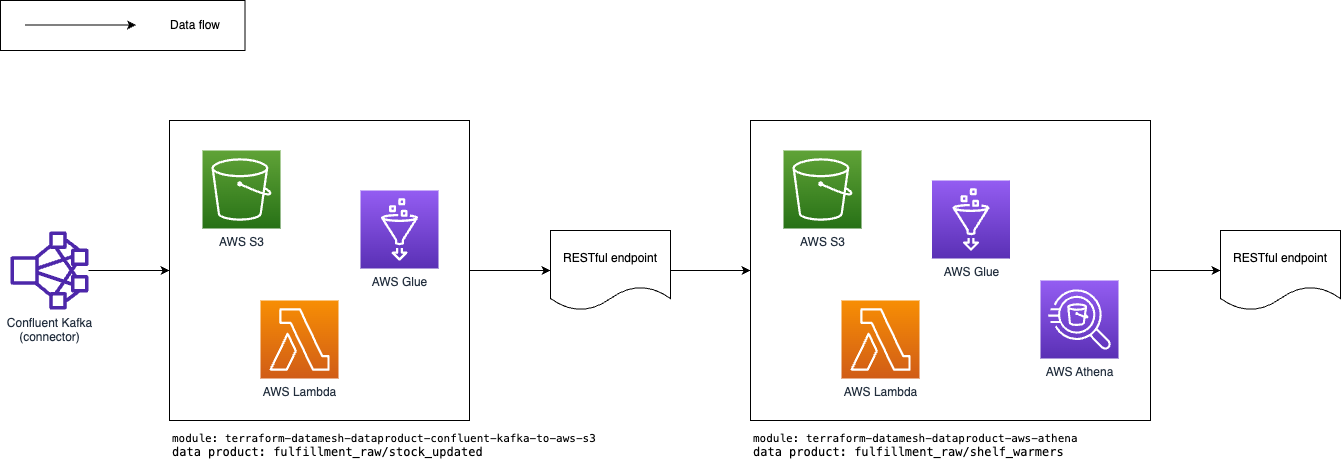 Data flow
Confluent Kafka
(connector)
AWS S3
AWS Glue
AWS Lambda
module: terraform-datamesh-dataproduct-confluent-kafka-to-aws-s3
data product: fulfillment_raw/stock_updated
RESTful endpoint
AWS S3
AWS Glue
AWS Lambda
AWS Athena
module: terraform-datamesh-dataproduct-aws-athena
data product: fulfillment_raw/shelf_warmers
RESTful endpoint